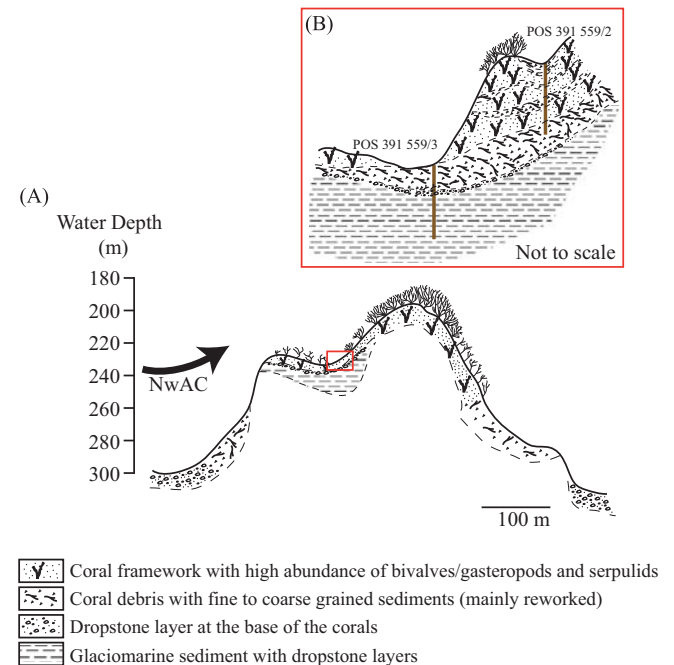 (B)
POS 391 559/2
POS 391 559/3
Not to scale
(A)
Water Depth
(m)
180
200
220
240
260
280
300
NwAC
100 m
Coral framework with high abundance of bivalves/gasteropods and serpulids
Coral debris with fine to coarse grained sediments (mainly reworked)
Dropstone layer at the base of the corals
Glaciomarine sediment with dropstone layers